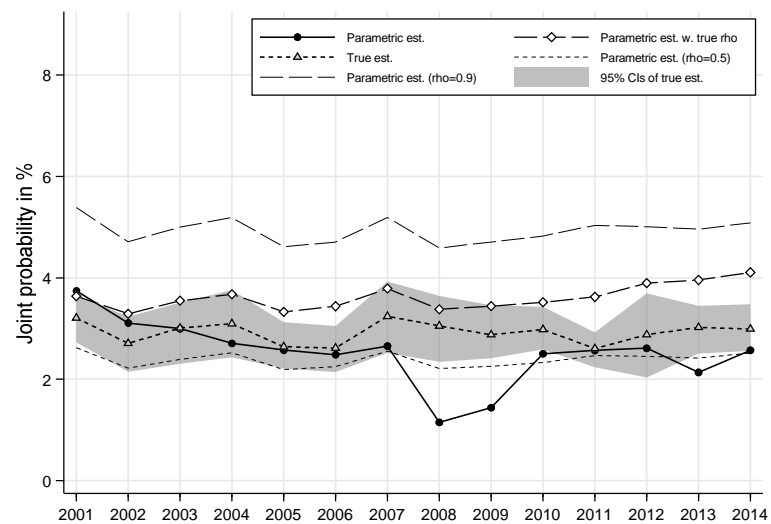 Parametric est.
Parametric est. w. true rho
True est.
Parametric est. (rho=0.5)
Parametric est. (rho=0.9)
95% CIs of true est.
Joint probability in %
8
6
4
2
0
2001 2002 2003 2004 2005 2006 2007 2008 2009 2010 2011 2012 2013 2014